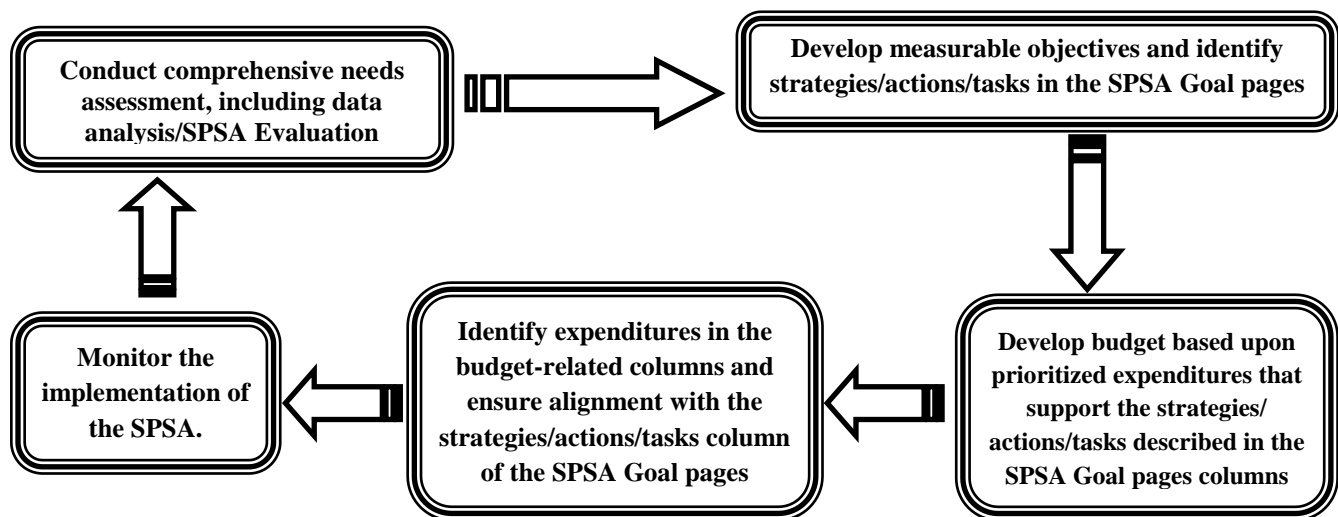 Conduct comprehensive needs
assessment, including data
analysis/SPSA Evaluation
Develop measurable objectives and identify
strategies/actions/tasks in the SPSA Goal pages
Develop budget based upon
prioritized expenditures that
support the strategies/
actions/tasks described in the
SPSA Goal pages columns
Identify expenditures in the
budget-related columns and
ensure alignment with the
strategies/actions/tasks column
of the SPSA Goal pages
Monitor the
implementation of
the SPSA.